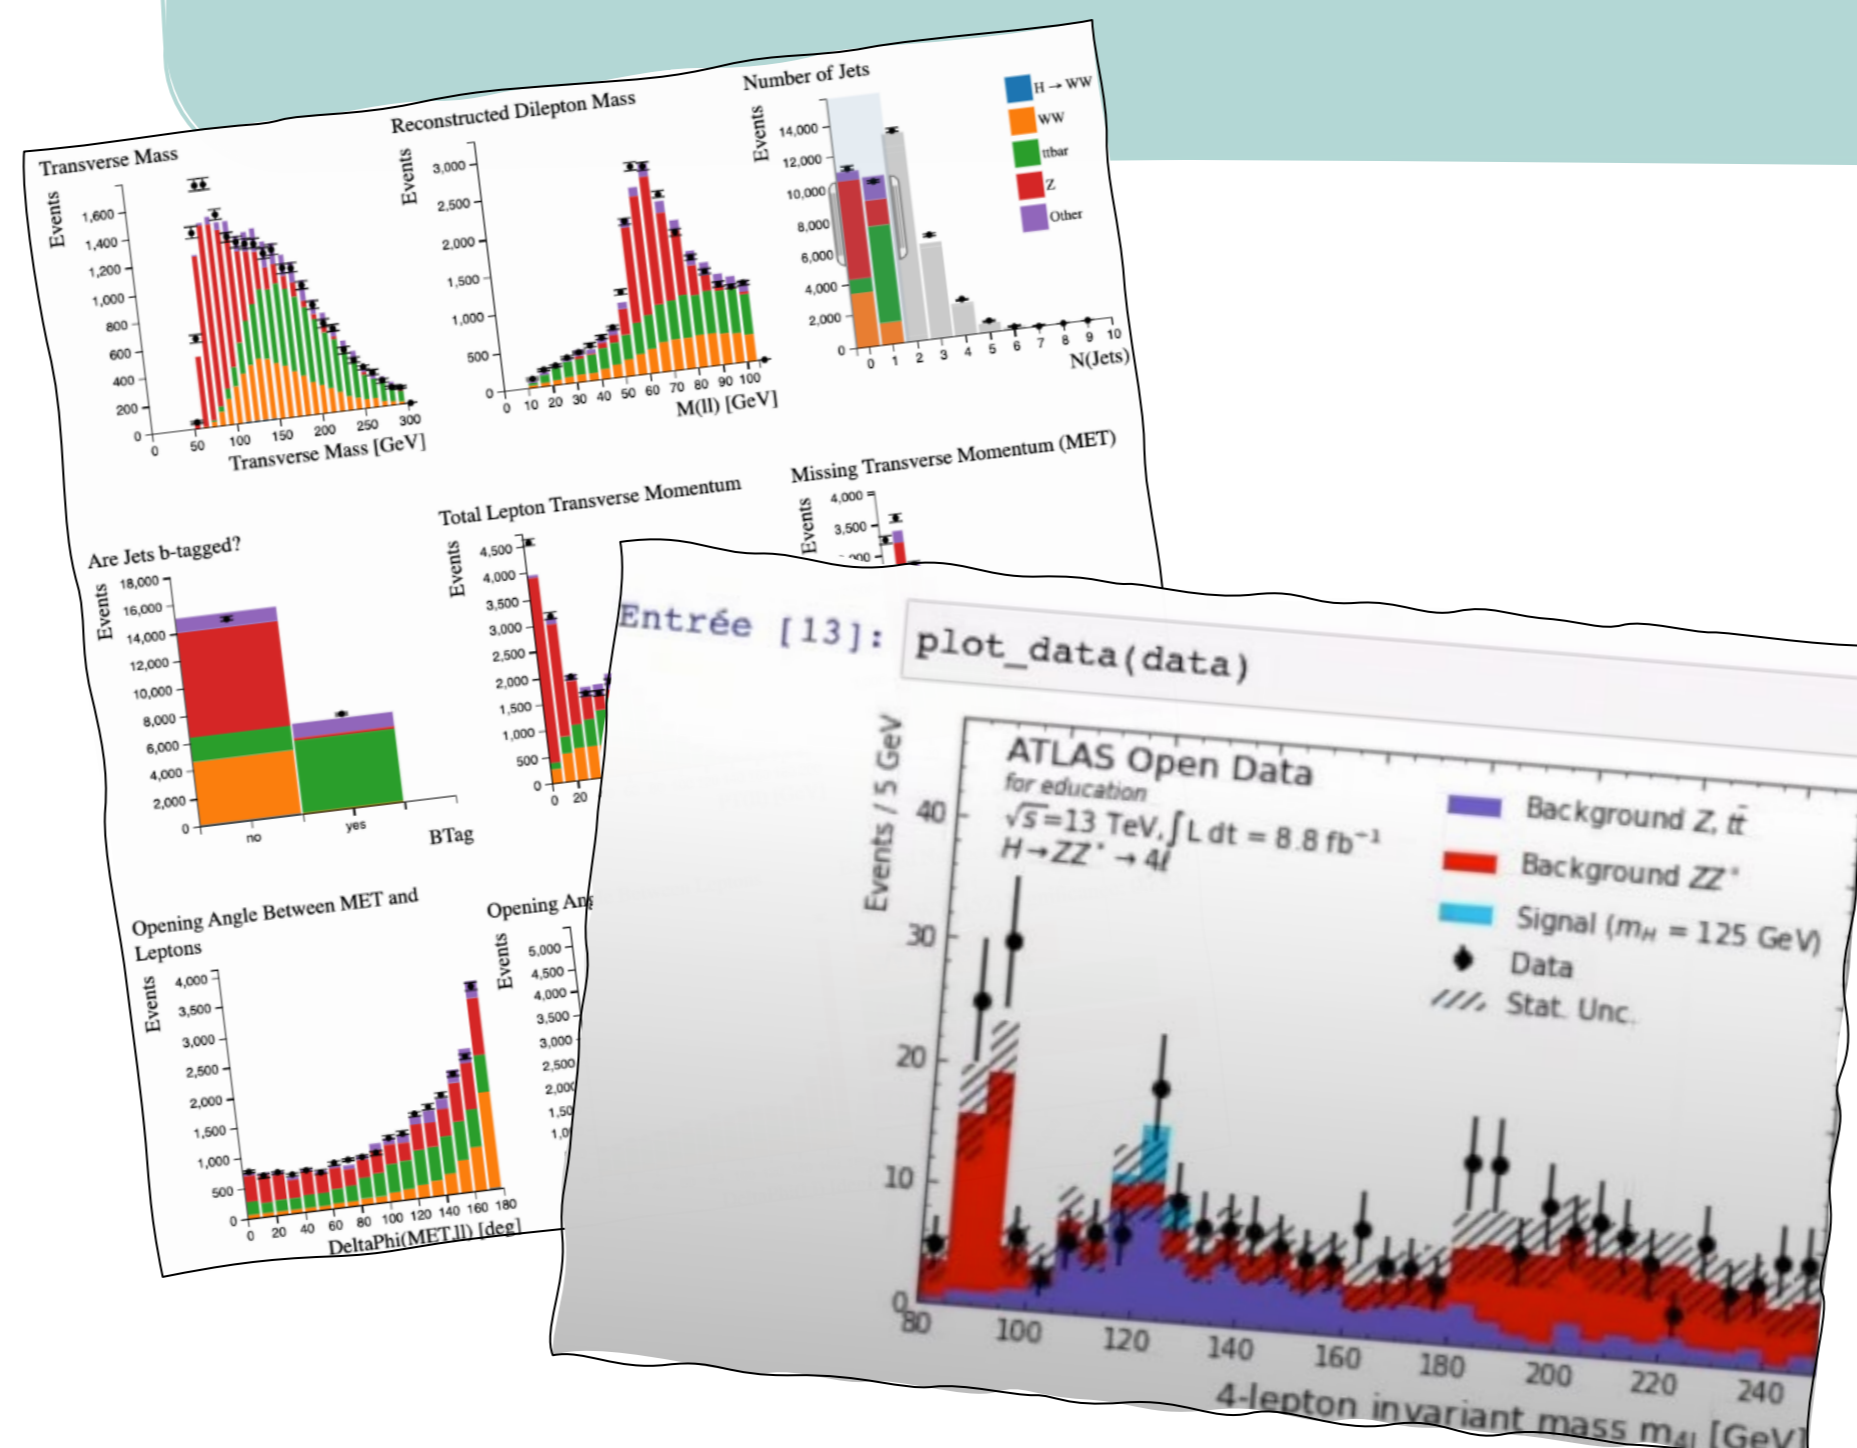 Transverse Mass
Events
1,600
1,400
1,200
1,000
800
600
400
200
0
0 50 100 150 200 250 300
Transverse Mass [GeV]
Reconstructed Dilepton Mass
Events
3,000
2,500
2,000
1,500
1,000
500
0
0 10 20 30 40 50 60 70 80 90 100
M(ll) [GeV]
Number of Jets
Events
14,000
12,000
10,000
8,000
6,000
4,000
2,000
0
0 1 2 3 4 5 6 7 8 9 10
N(Jets)
H → WW
WW
ttbar
Z
Other
Are Jets b-tagged?
Events
18,000
16,000
14,000
12,000
10,000
8,000
6,000
4,000
2,000
0
no yes
BTag
Total Lepton Transverse Momentum
Events
4,500
4,000
3,500
3,000
2,500
2,000
1,500
1,000
500
0
0 20
Missing Transverse Momentum (MET)
Events
4,000
3,500
Opening Angle Between MET and
Leptons
Events
4,000
3,500
3,000
2,500
2,000
1,500
1,000
500
0
0 20 40 60 80 100 120 140 160 180
DeltaPhi(MET,ll) [deg]
Opening Ang
Events
5,000
4,500
4,000
3,500
3,000
2,500
2,000
1,50
1,0
Entrée [13]:
plot_data(data)
Events / 5 GeV
40
30
20
10
0
80 100 120 140 160 180 200 220 240
4-lepton invariant mass m4l [GeV]
ATLAS Open Data
for education
√s=13 TeV,∫L dt = 8.8 fb⁻¹
H→ZZ* → 4ℓ
Background Z, tt̄
Background ZZ*
Signal (mH = 125 GeV)
Data
Stat. Unc.